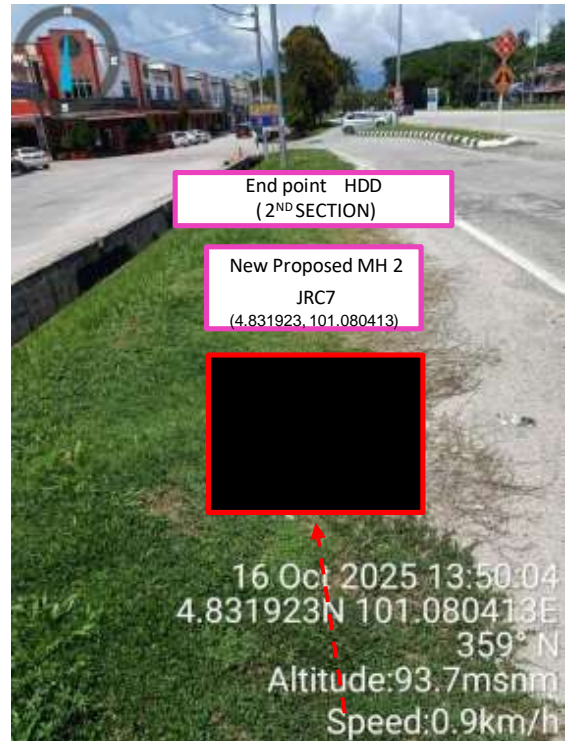 End point HDD
(2ND SECTION)
New Proposed MH 2
JRC7
(4.831923, 101.080413)
16 Oct 2025 13:50:04
4.831923N 101.080413E
359° N
Altitude:93.7msnm
Speed:0.9km/h